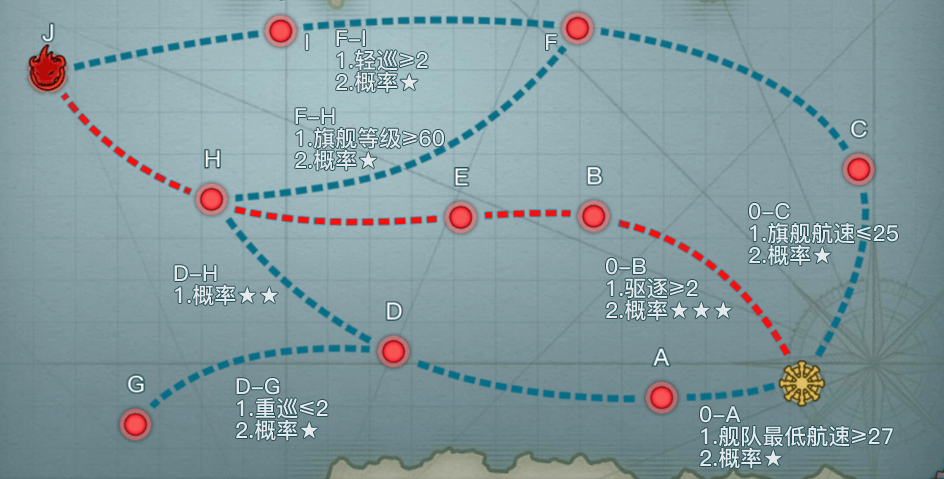 J
I
F
F-I
1.轻巡≥2
2.概率★
F-H
1.旗舰等级≥60
2.概率★
C
H
E
B
0-C
1.旗舰航速≤25
2.概率★
D-H
1.概率★★
0-B
1.驱逐≥2
2.概率★★★
D
A
G
D-G
1.重巡≤2
2.概率★
0-A
1.舰队最低航速≥27
2.概率★